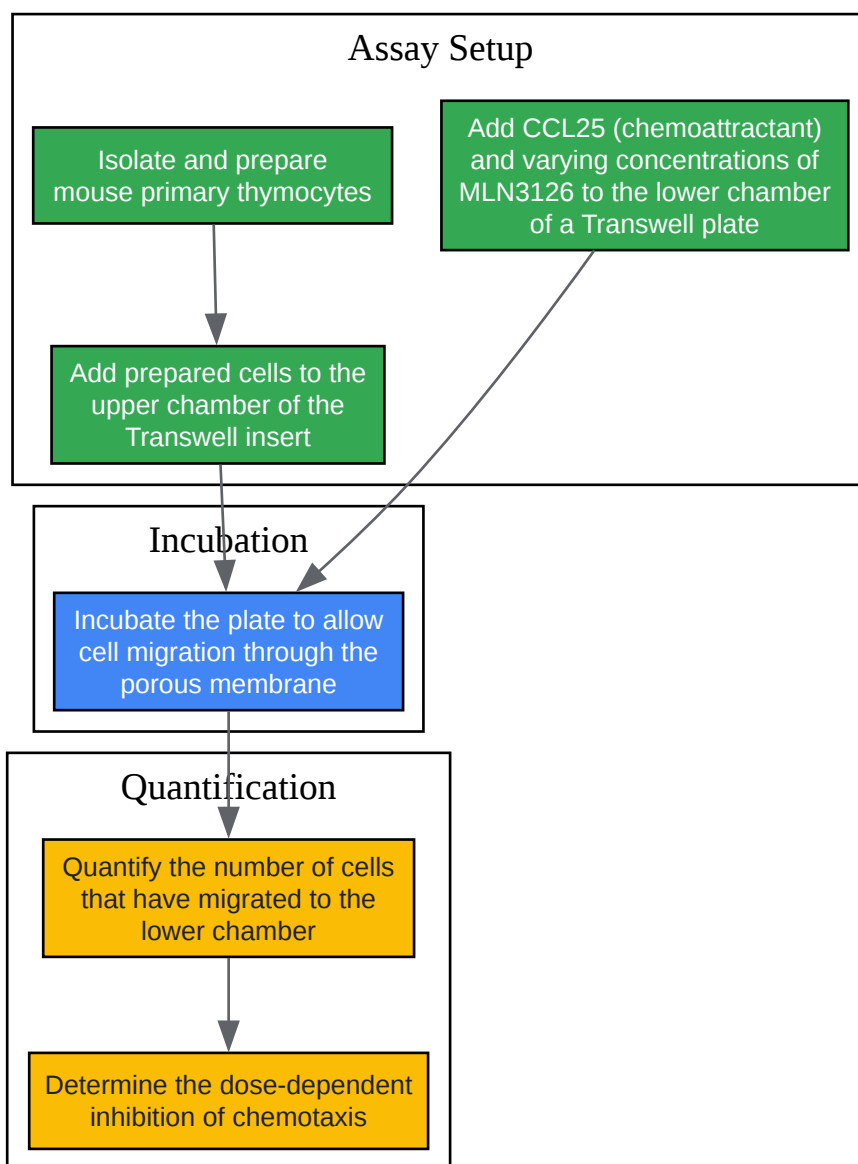 Assay Setup
Isolate and prepare
mouse primary thymocytes
Add CCL25 (chemoattractant)
and varying concentrations of
MLN3126 to the lower chamber
of a Transwell plate
Add prepared cells to the
upper chamber of the
Transwell insert
Incubation
Incubate the plate to allow
cell migration through the
porous membrane
Quantification
Quantify the number of cells
that have migrated to the
lower chamber
Determine the dose-dependent
inhibition of chemotaxis